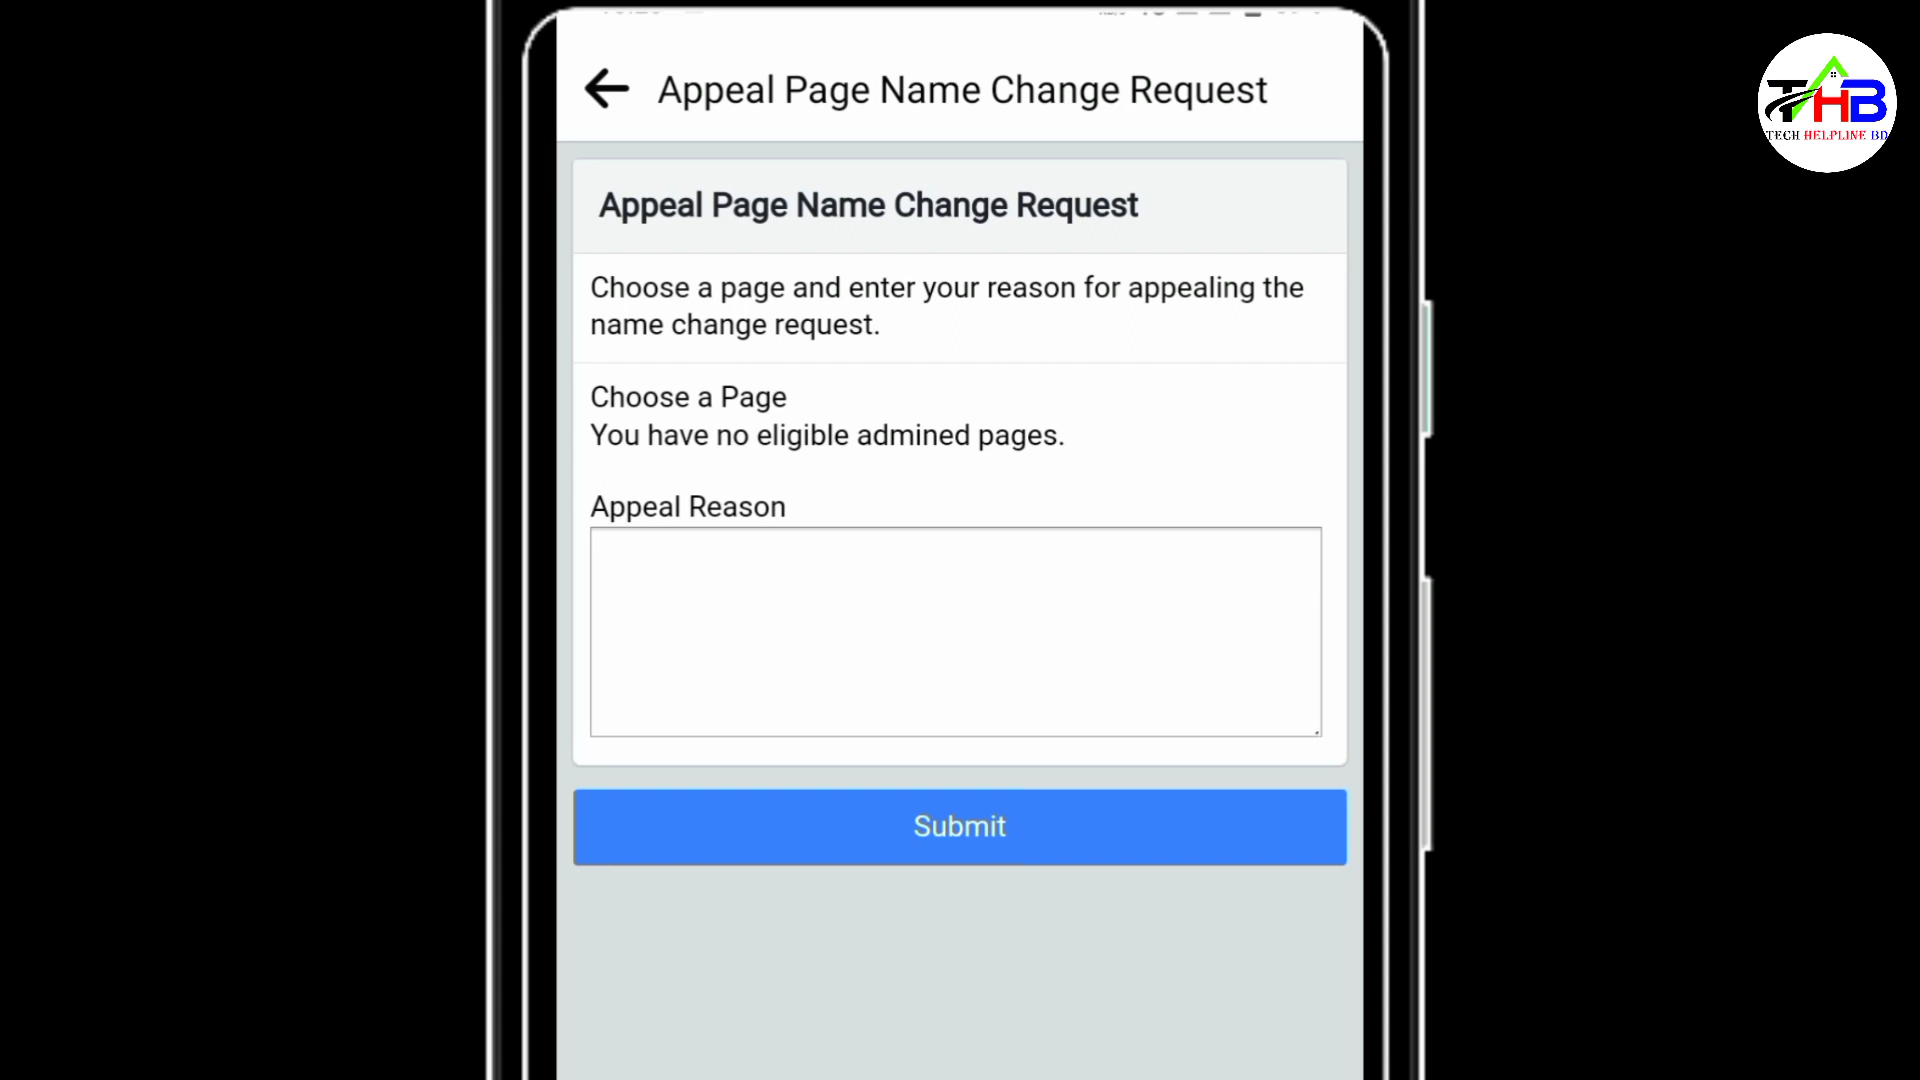 Appeal Page Name Change Request
THB
TECH HELPLINE BD
Appeal Page Name Change Request
Choose a page and enter your reason for appealing the
name change request.
Choose a Page
You have no eligible admined pages.
Appeal Reason
Submit